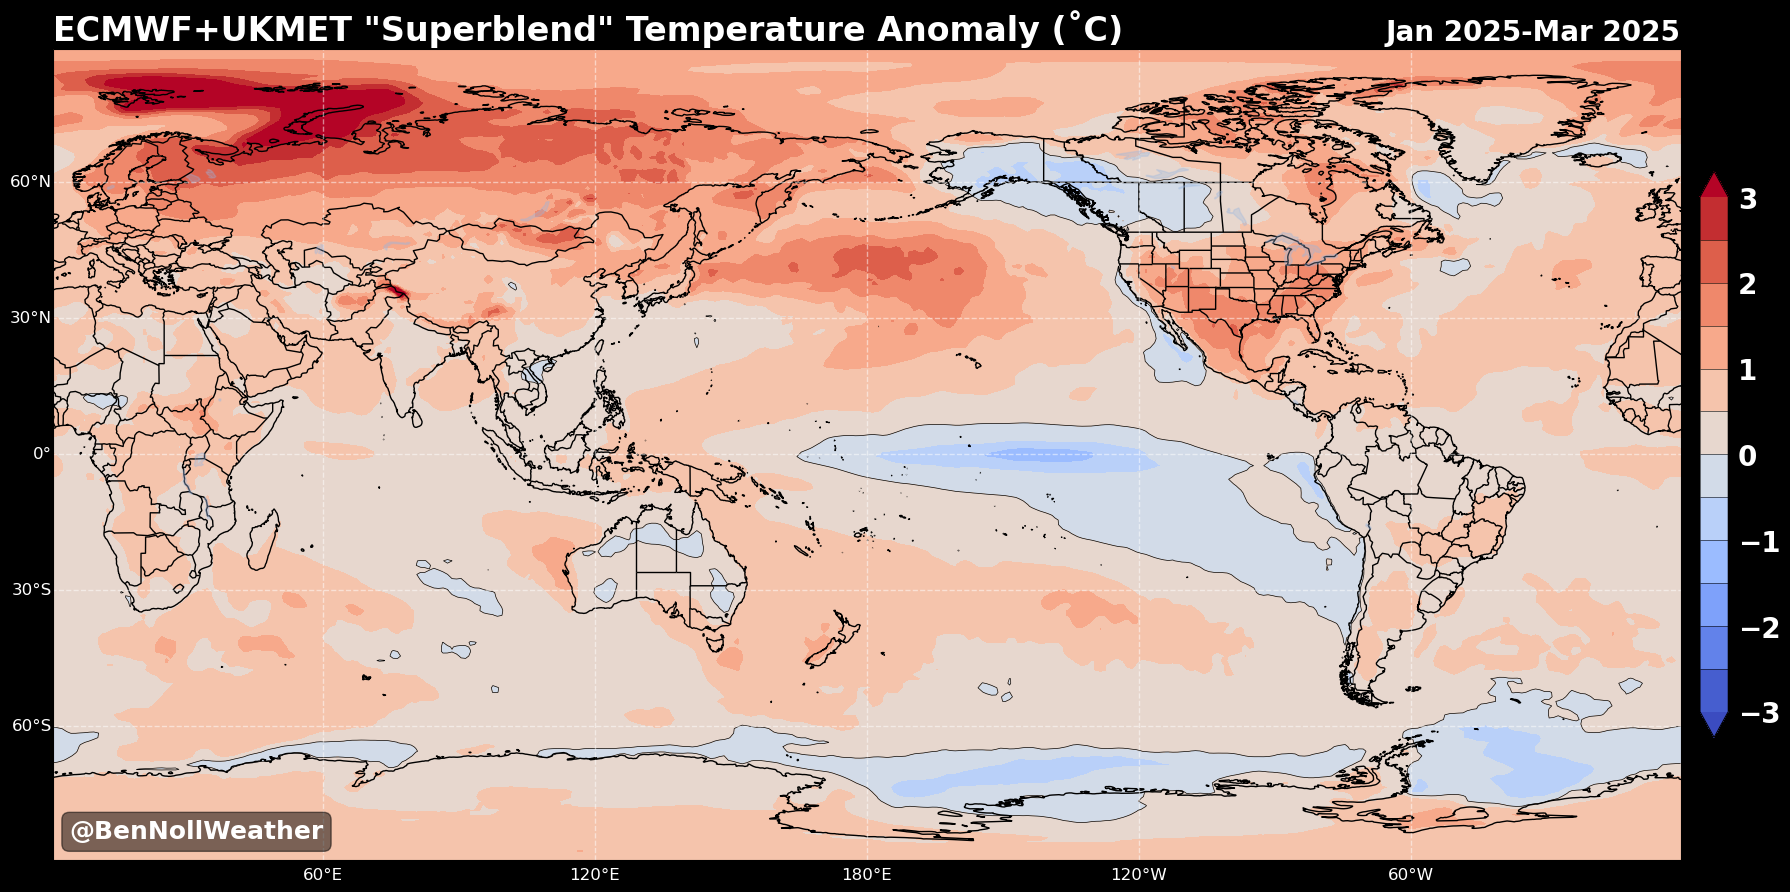 ECMWF+UKMET "Superblend" Temperature Anomaly (˚C)
Jan 2025-Mar 2025
60°N
30°N
0°
30°S
60°S
60°E
120°E
180°E
120°W
60°W
3
2
1
0
−1
−2
−3
@BenNollWeather